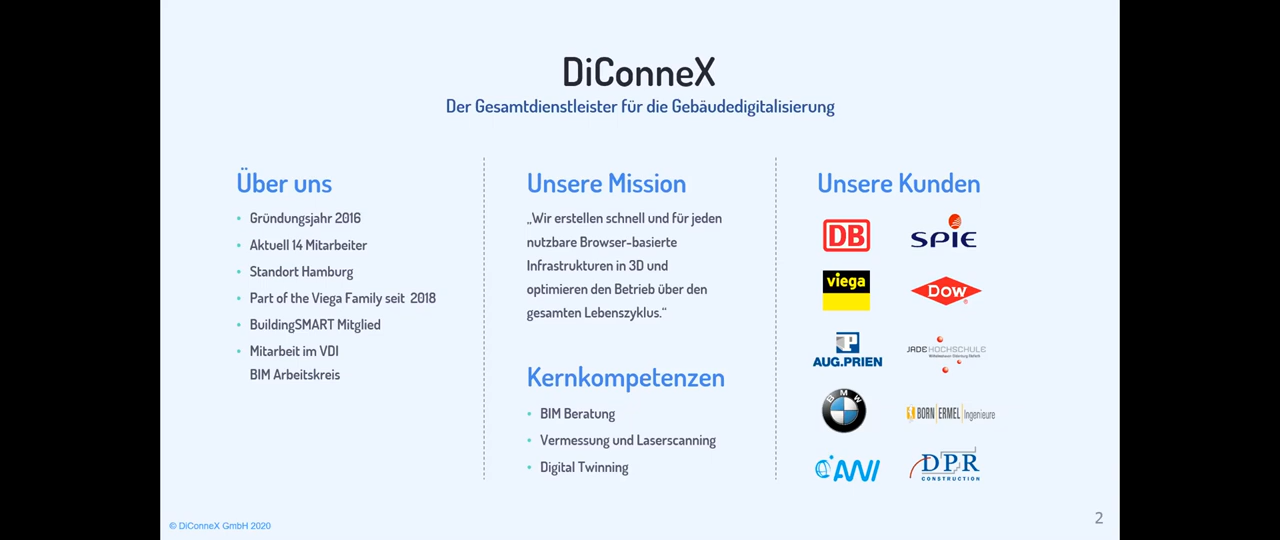 DiConneX
Der Gesamtdienstleister für die Gebäudedigitalisierung
Über uns
• Gründungsjahr 2016
• Aktuell 14 Mitarbeiter
• Standort Hamburg
• Part of the Viega Family seit 2018
• BuildingSMART Mitglied
• Mitarbeit im VDI
BIM Arbeitskreis
Unsere Mission
„Wir erstellen schnell und für jeden
nutzbare Browser-basierte
Infrastrukturen in 3D und
optimieren den Betrieb über den
gesamten Lebenszyklus.“
Kernkompetenzen
• BIM Beratung
• Vermessung und Laserscanning
• Digital Twinning
Unsere Kunden
DB
SPIE
viega
Dow
AUG.PRIEN
JADE HOCHSCHULE
BMW
BORN|ERMEL|Ingenieure
DPR
CONSTRUCTION
© DiConneX GmbH 2020
2